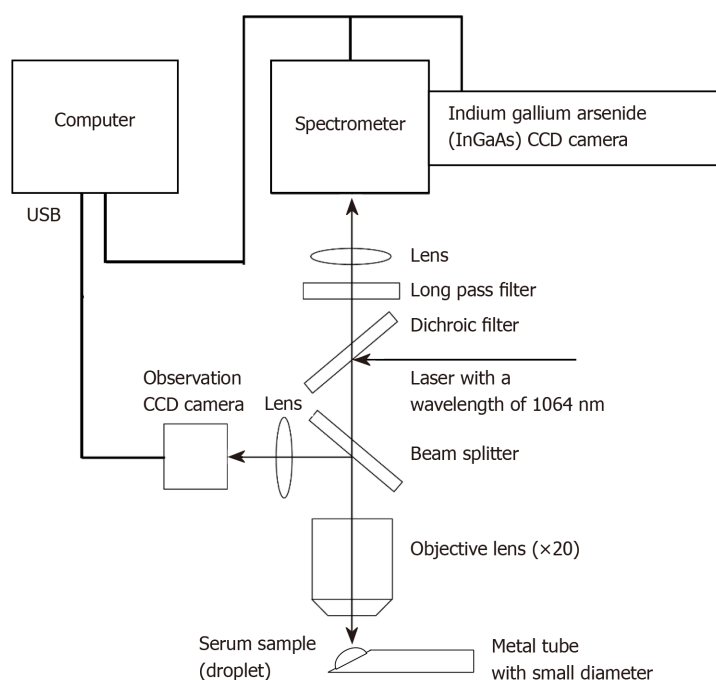 Computer
Spectrometer
Indium gallium arsenide
(InGaAs) CCD camera
USB
Lens
Long pass filter
Dichroic filter
Laser with a
wavelength of 1064 nm
Observation
CCD camera
Lens
Beam splitter
Objective lens (×20)
Serum sample
(droplet)
Metal tube
with small diameter